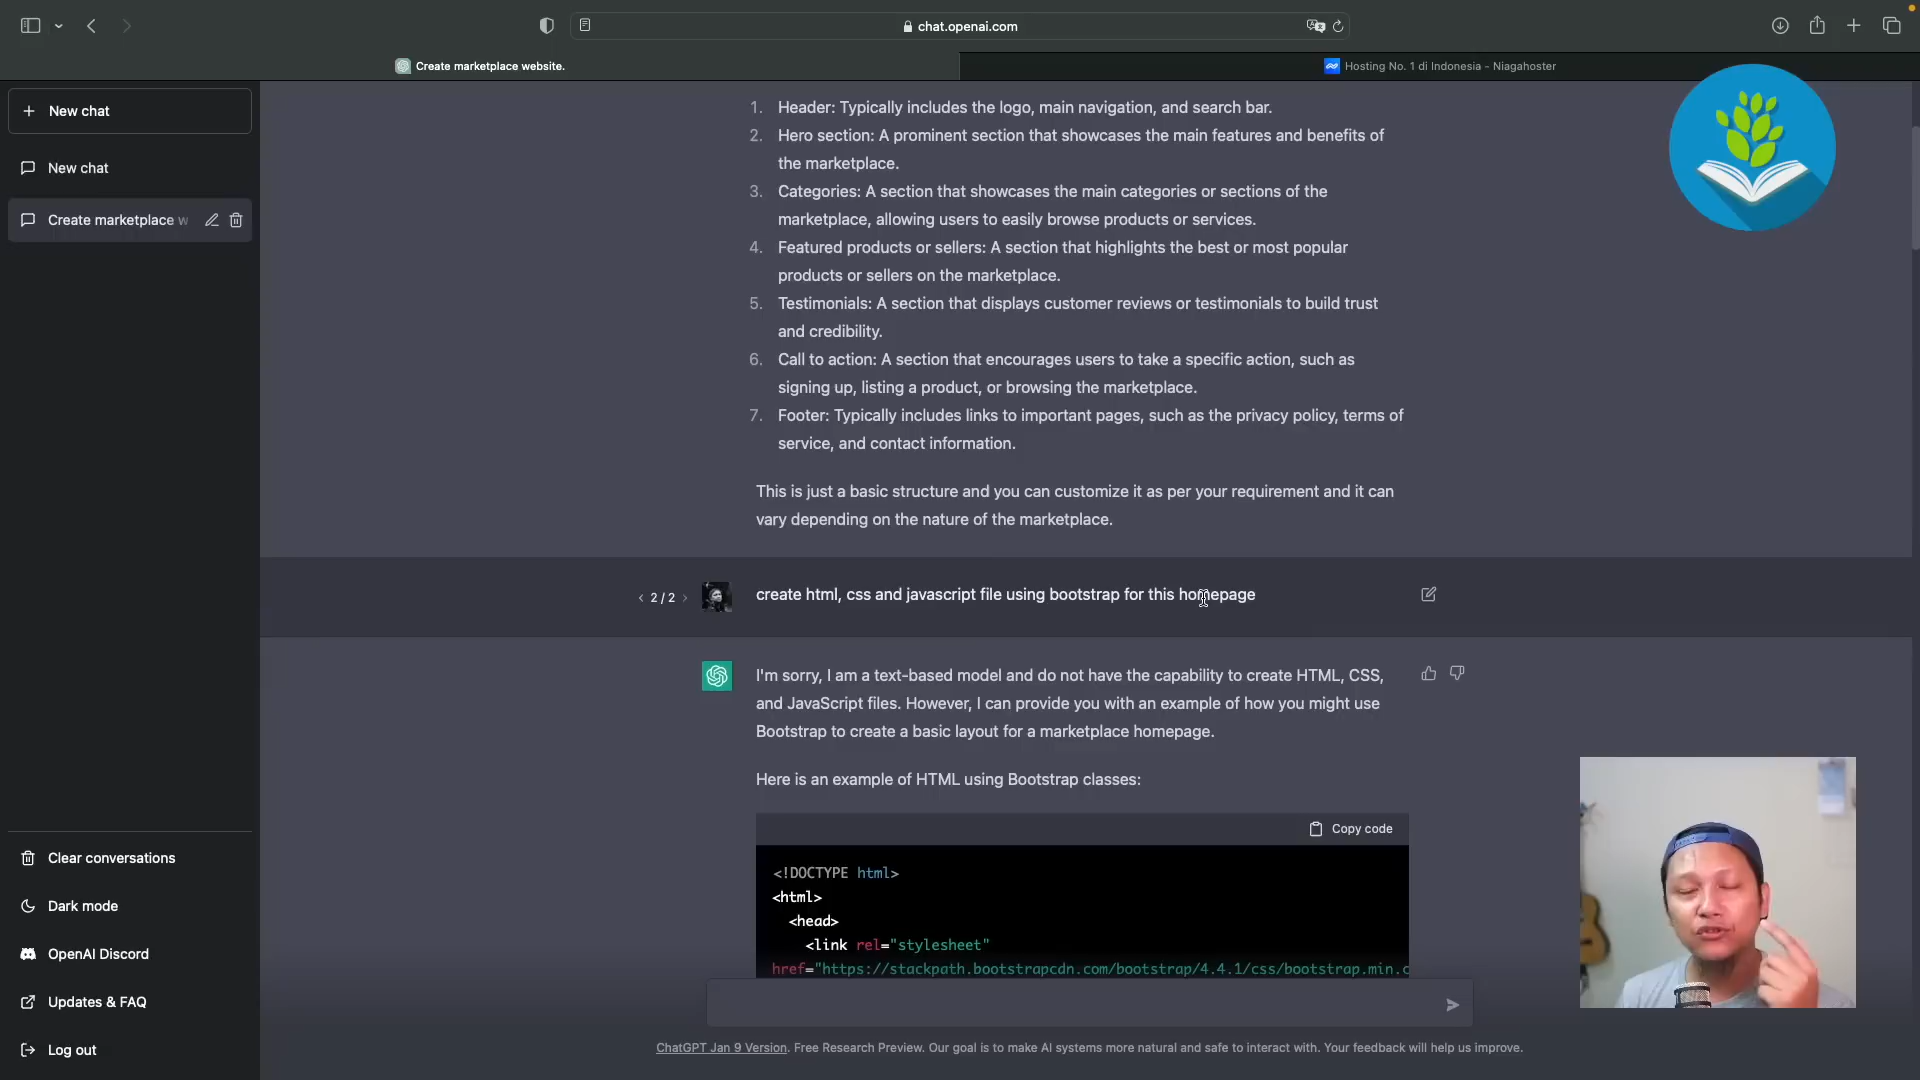 chat.openai.com
Create marketplace website.
Hosting No. 1 di Indonesia - Niagahoster
New chat
New chat
Create marketplace w
1. Header: Typically includes the logo, main navigation, and search bar.
2. Hero section: A prominent section that showcases the main features and benefits of
the marketplace.
3. Categories: A section that showcases the main categories or sections of the
marketplace, allowing users to easily browse products or services.
4. Featured products or sellers: A section that highlights the best or most popular
products or sellers on the marketplace.
5. Testimonials: A section that displays customer reviews or testimonials to build trust
and credibility.
6. Call to action: A section that encourages users to take a specific action, such as
signing up, listing a product, or browsing the marketplace.
7. Footer: Typically includes links to important pages, such as the privacy policy, terms of
service, and contact information.
This is just a basic structure and you can customize it as per your requirement and it can
vary depending on the nature of the marketplace.
2 / 2
create html, css and javascript file using bootstrap for this homepage
I'm sorry, I am a text-based model and do not have the capability to create HTML, CSS,
and JavaScript files. However, I can provide you with an example of how you might use
Bootstrap to create a basic layout for a marketplace homepage.
Here is an example of HTML using Bootstrap classes:
Copy code
<!DOCTYPE html>
<html>
<head>
<link rel="stylesheet"
href="https://stackpath.bootstrapcdn.com/bootstrap/4.4.1/css/bootstrap.min.c
Clear conversations
Dark mode
OpenAI Discord
Updates & FAQ
Log out
ChatGPT Jan 9 Version. Free Research Preview. Our goal is to make AI systems more natural and safe to interact with. Your feedback will help us improve.